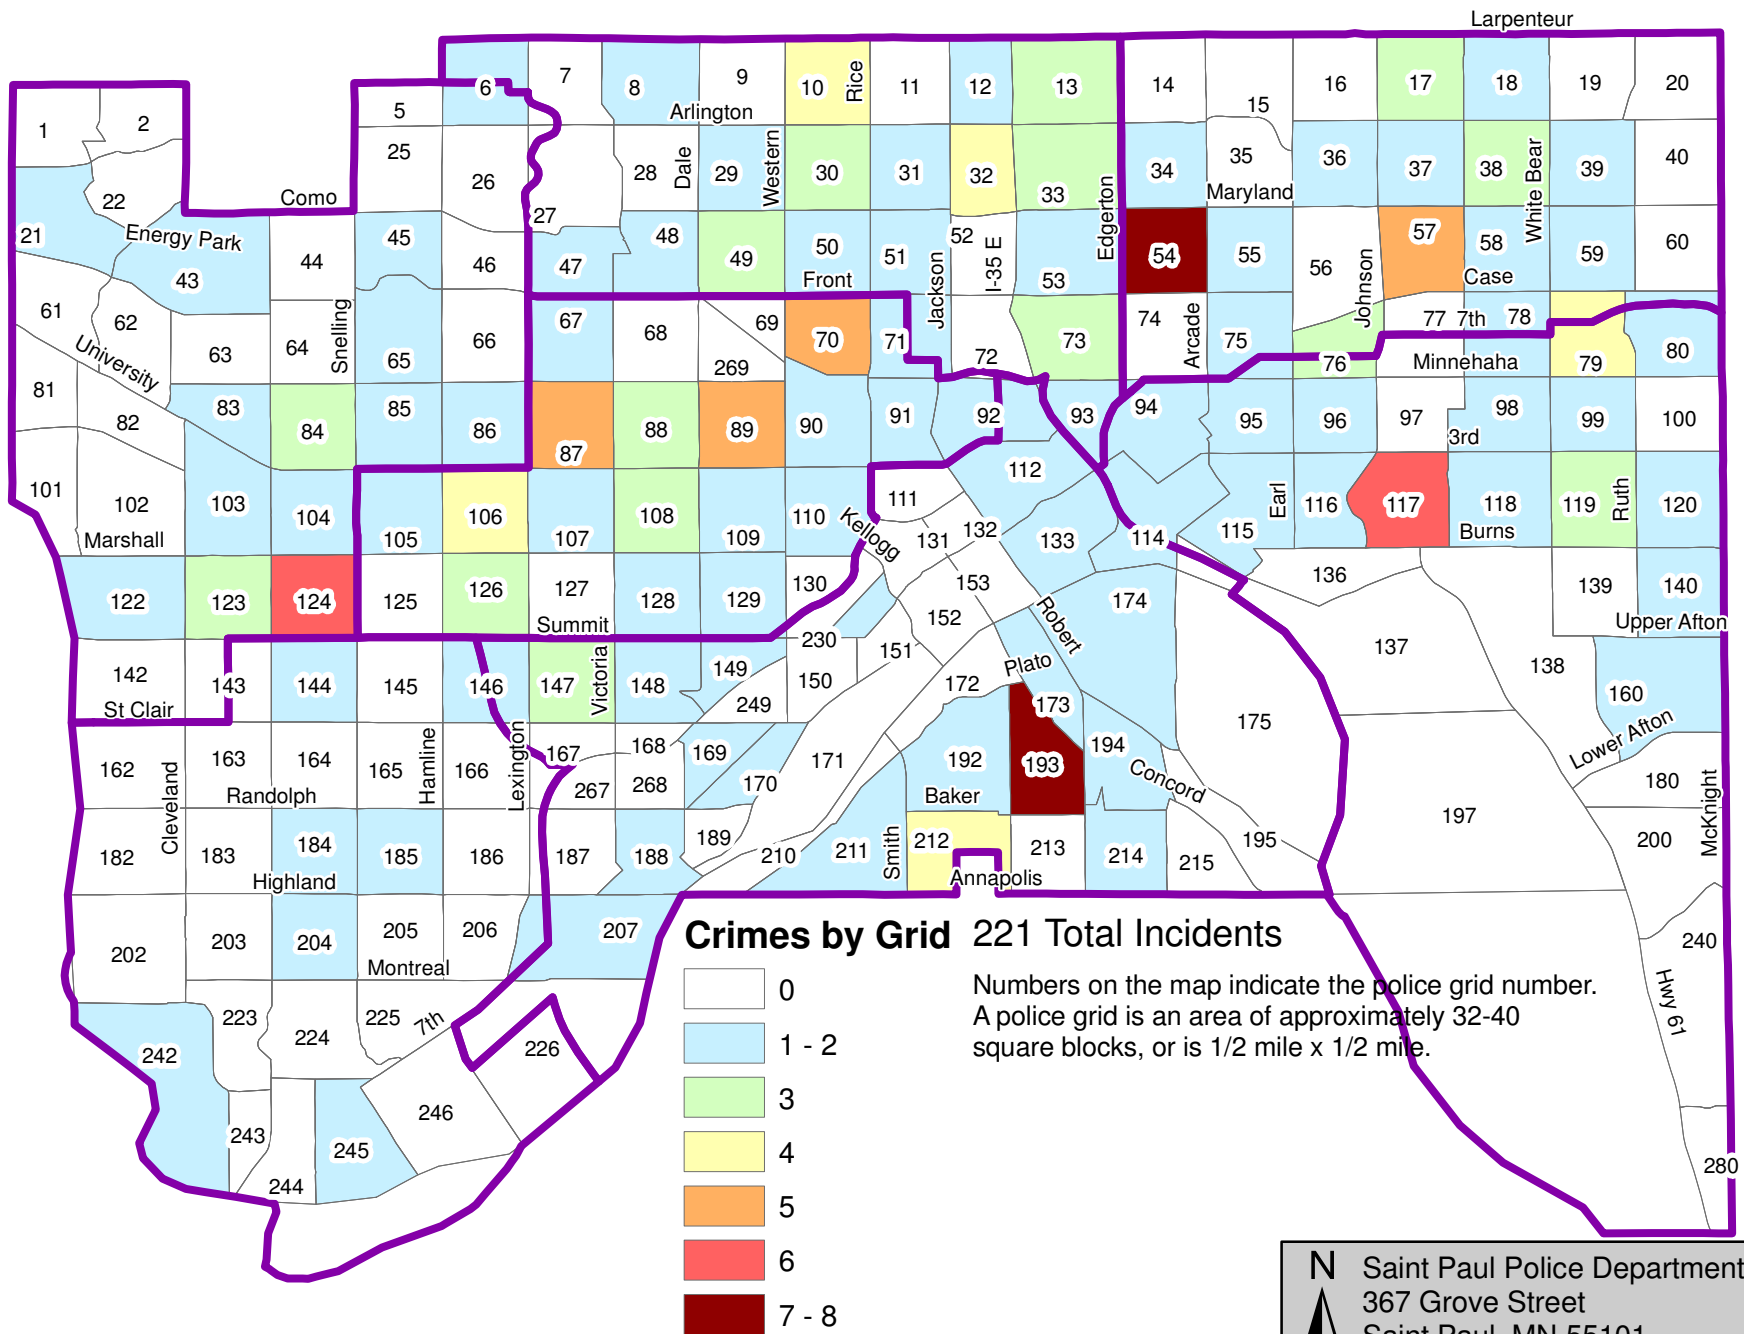 Larpenteur
6 7 8 9 10 Rice 11 12 13 14 15 16 17 18 19 20
1 2 5 Arlington
25 26 27 28 Dale 29 Western 30 31 32 33 34 35 36 37 38 White Bear 39 40
22 Como Maryland
21 Energy Park 43 44 45 46 47 48 49 50 51 52 I-35 E 53 Edgerton 54 55 56 57 58 59 60
Front Jackson Johnson Case
61 62 63 64 Snelling 65 66 67 68 69 269 70 71 72 73 74 Arcade 75 76 77 7th 78 79 80
University Minnehaha
81 82 83 84 85 86 87 88 89 90 91 92 93 94 95 96 97 98 99 100
3rd
101 102 103 104 105 106 107 108 109 110 111 112 114 115 Earl 116 117 118 119 Ruth 120
Marshall Kellogg 131 132 133 Burns
122 123 124 125 126 127 128 129 130 152 153 Robert 174 136 139 140
Summit Upper Afton
142 143 144 145 146 147 Victoria 148 149 249 230 150 151 172 Plato 173 175 137 138 160
St Clair Lower Afton
162 Cleveland 163 164 165 Hamline 166 Lexington 167 267 168 268 169 170 171 192 193 194 Concord 180 McKnight
Randolph Baker
182 183 184 185 186 187 188 189 210 211 Smith 212 213 214 215 195 197 200
Highland Annapolis
202 203 204 205 206 207 240
Montreal
242 223 224 225 7th 226 Hwy 61
243 244 245 246 280
Crimes by Grid 221 Total Incidents
0
1 - 2
3
4
5
6
7 - 8
Numbers on the map indicate the police grid number.
A police grid is an area of approximately 32-40
square blocks, or is 1/2 mile x 1/2 mile.
N
Saint Paul Police Department
367 Grove Street
Saint Paul, MN 55101